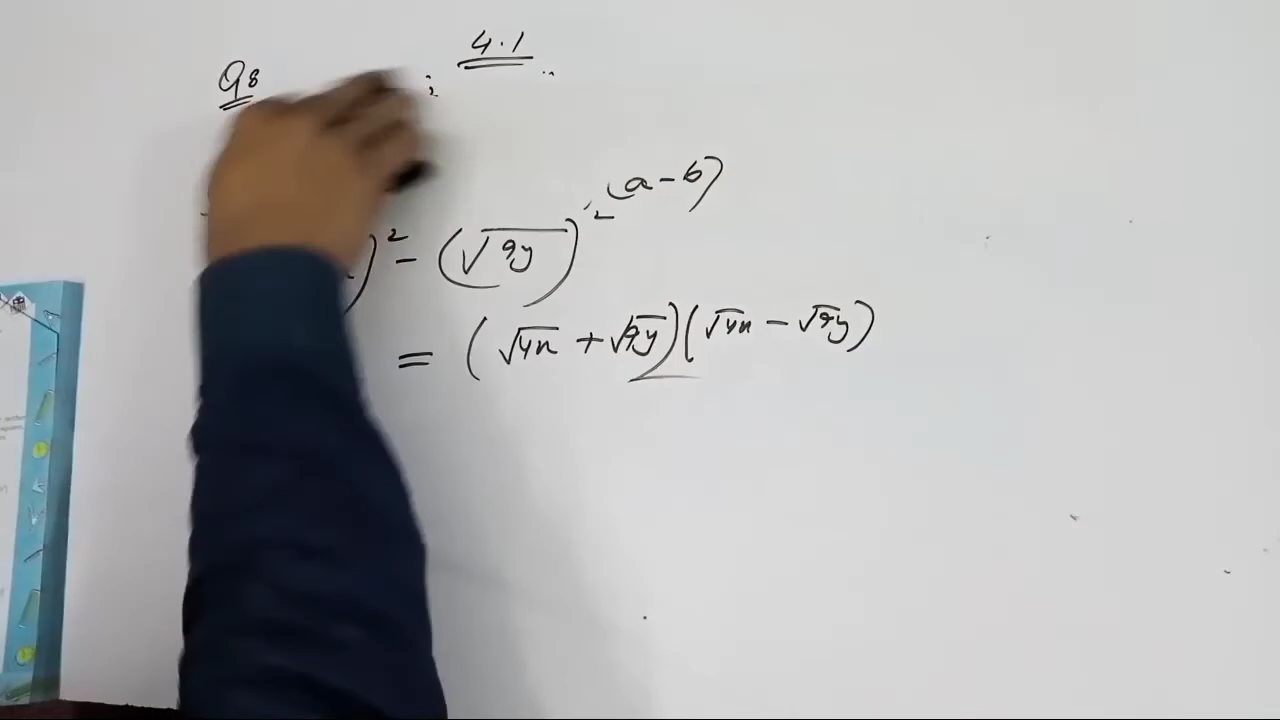 4.1
Q8
(a-b)
)² - (√9y)²
= (√4x + √9y)(√4x - √9y)